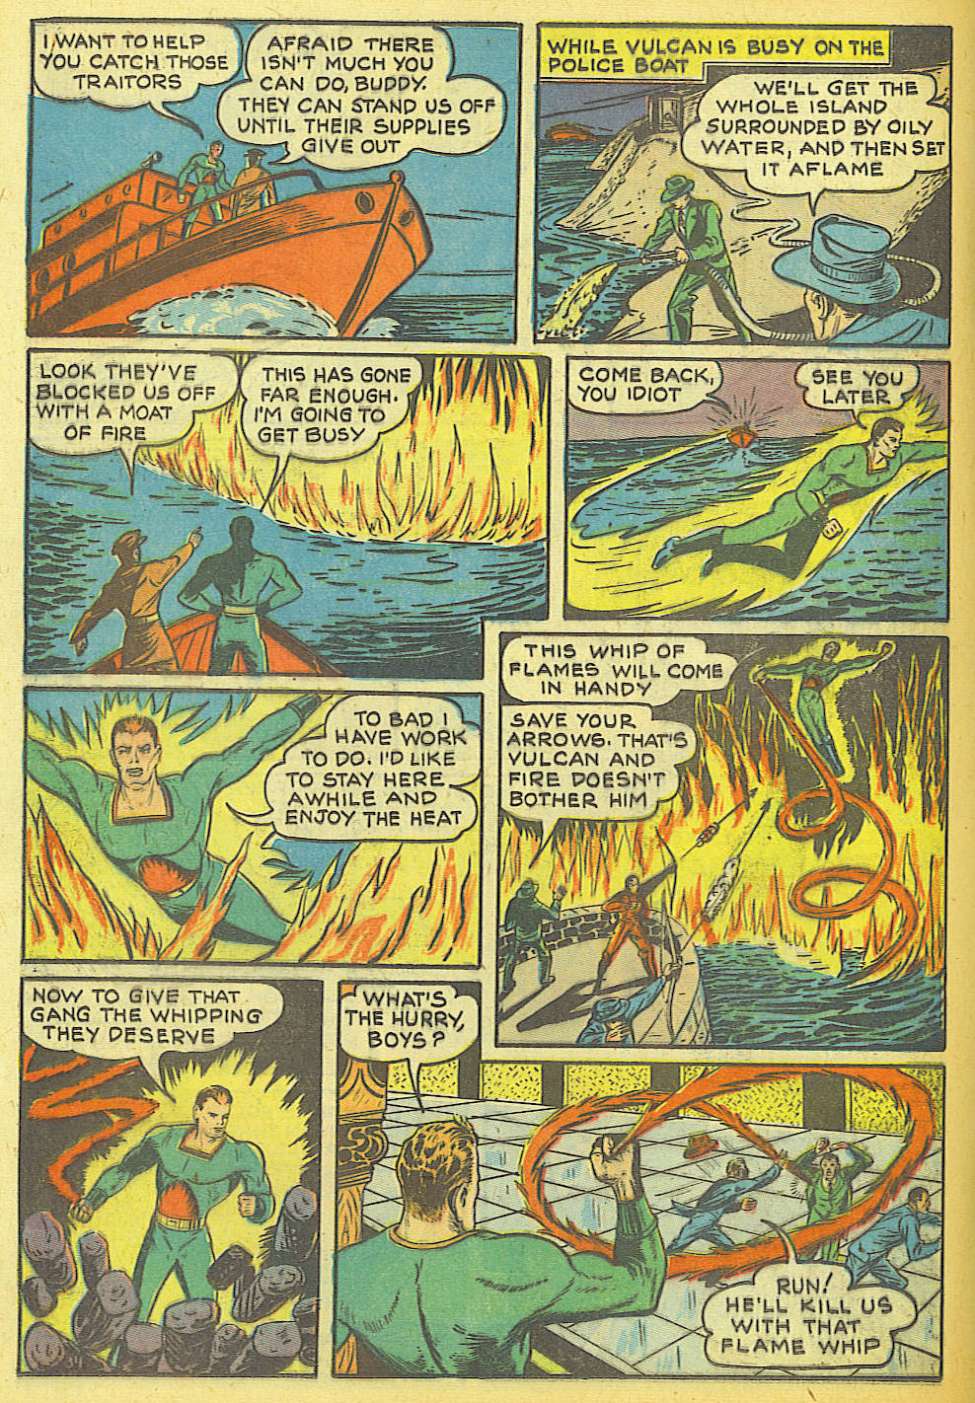 I WANT TO HELP
YOU CATCH THOSE
TRAITORS
AFRAID THERE
ISN'T MUCH YOU
CAN DO, BUDDY.
THEY CAN STAND US OFF
UNTIL THEIR SUPPLIES
GIVE OUT
WHILE VULCAN IS BUSY ON THE
POLICE BOAT
WE'LL GET THE
WHOLE ISLAND
SURROUNDED BY OILY
WATER, AND THEN SET
IT AFLAME
LOOK THEY'VE
BLOCKED US OFF
WITH A MOAT
OF FIRE
THIS HAS GONE
FAR ENOUGH.
I'M GOING TO
GET BUSY
COME BACK,
YOU IDIOT
SEE YOU
LATER
TO BAD I
HAVE WORK
TO DO. I'D LIKE
TO STAY HERE
AWHILE AND
ENJOY THE HEAT
THIS WHIP OF
FLAMES WILL COME
IN HANDY
SAVE YOUR
ARROWS. THAT'S
VULCAN AND
FIRE DOESN'T
BOTHER HIM
NOW TO GIVE THAT
GANG THE WHIPPING
THEY DESERVE
WHAT'S
THE HURRY,
BOYS?
RUN!
HE'LL KILL US
WITH THAT
FLAME WHIP